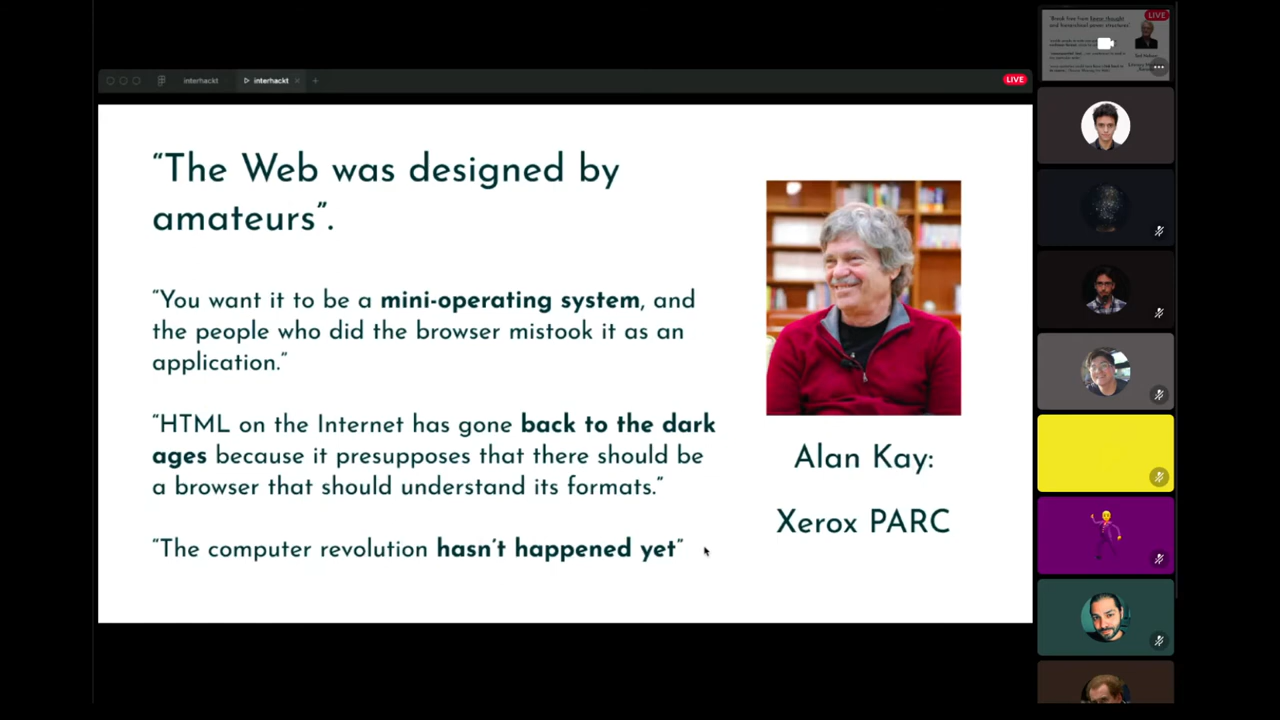 interhackt
interhackt
LIVE
LIVE
“The Web was designed by
amateurs”.
“You want it to be a mini-operating system, and
the people who did the browser mistook it as an
application.”
“HTML on the Internet has gone back to the dark
ages because it presupposes that there should be
a browser that should understand its formats.”
“The computer revolution hasn’t happened yet”
Alan Kay:
Xerox PARC